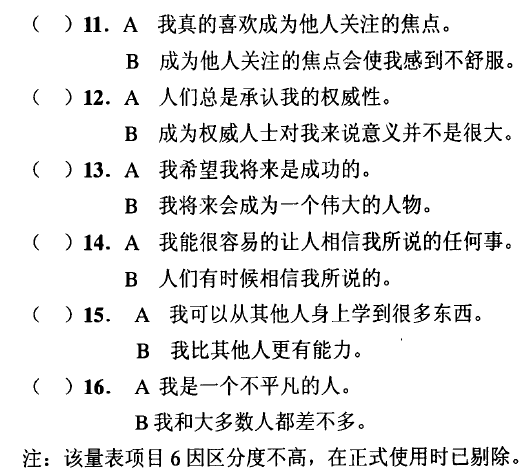 （ ）11．A 我真的喜欢成为他人关注的焦点。
B 成为他人关注的焦点会使我感到不舒服。
（ ）12．A 人们总是承认我的权威性。
B 成为权威人士对我来说意义并不是很大。
（ ）13．A 我希望我将来是成功的。
B 我将来会成为一个伟大的人物。
（ ）14．A 我能很容易的让人相信我所说的任何事。
B 人们有时候相信我所说的。
（ ）15． A 我可以从其他人身上学到很多东西。
B 我比其他人更有能力。
（ ）16． A 我是一个不平凡的人。
B 我和大多数人都差不多。
注：该量表项目 6 因区分度不高，在正式使用时已剔除。